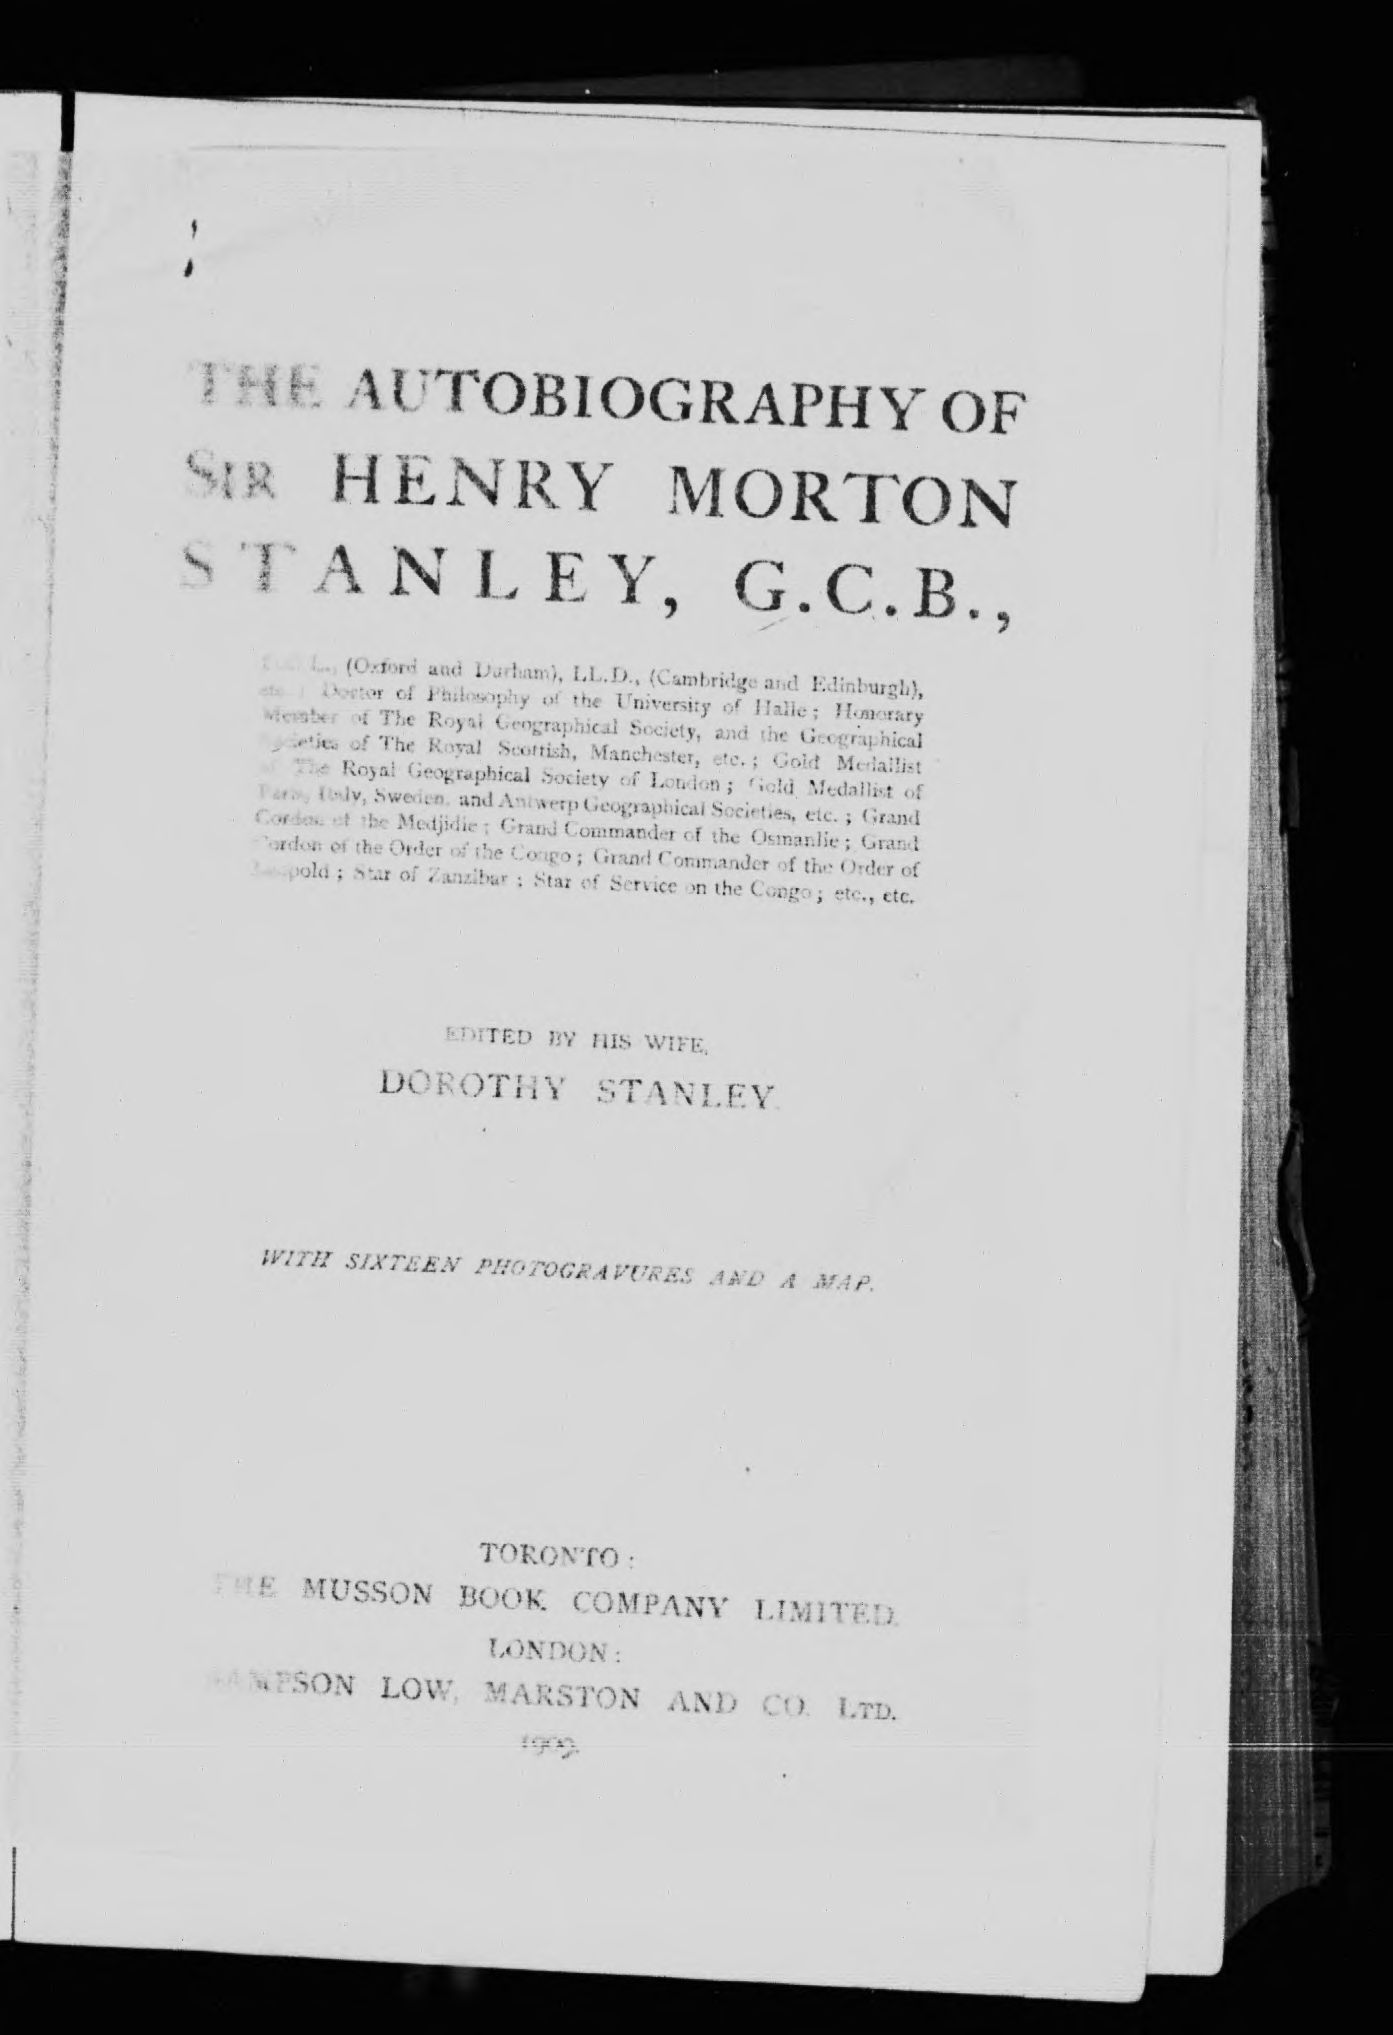 THE AUTOBIOGRAPHY OF
SIR HENRY MORTON
STANLEY, G.C.B.,
(Oxford and Durham), LL.D., (Cambridge and Edinburgh),
Doctor of Philosophy of the University of Halle; Honorary
Member of The Royal Geographical Society, and the Geographical
Societies of The Royal Scottish, Manchester, etc.; Gold Medallist
of The Royal Geographical Society of London; Gold Medallist of
Paris, Italy, Sweden, and Antwerp Geographical Societies, etc.; Grand
Cordon of the Medjidie; Grand Commander of the Osmanlie; Grand
Cordon of the Order of the Congo; Grand Commander of the Order of
Leopold; Star of Zanzibar; Star of Service on the Congo; etc., etc.
EDITED BY HIS WIFE,
DOROTHY STANLEY.
WITH SIXTEEN PHOTOGRAVURES AND A MAP.
TORONTO:
THE MUSSON BOOK COMPANY LIMITED.
LONDON:
SAMPSON LOW, MARSTON AND CO. LTD.
1909.